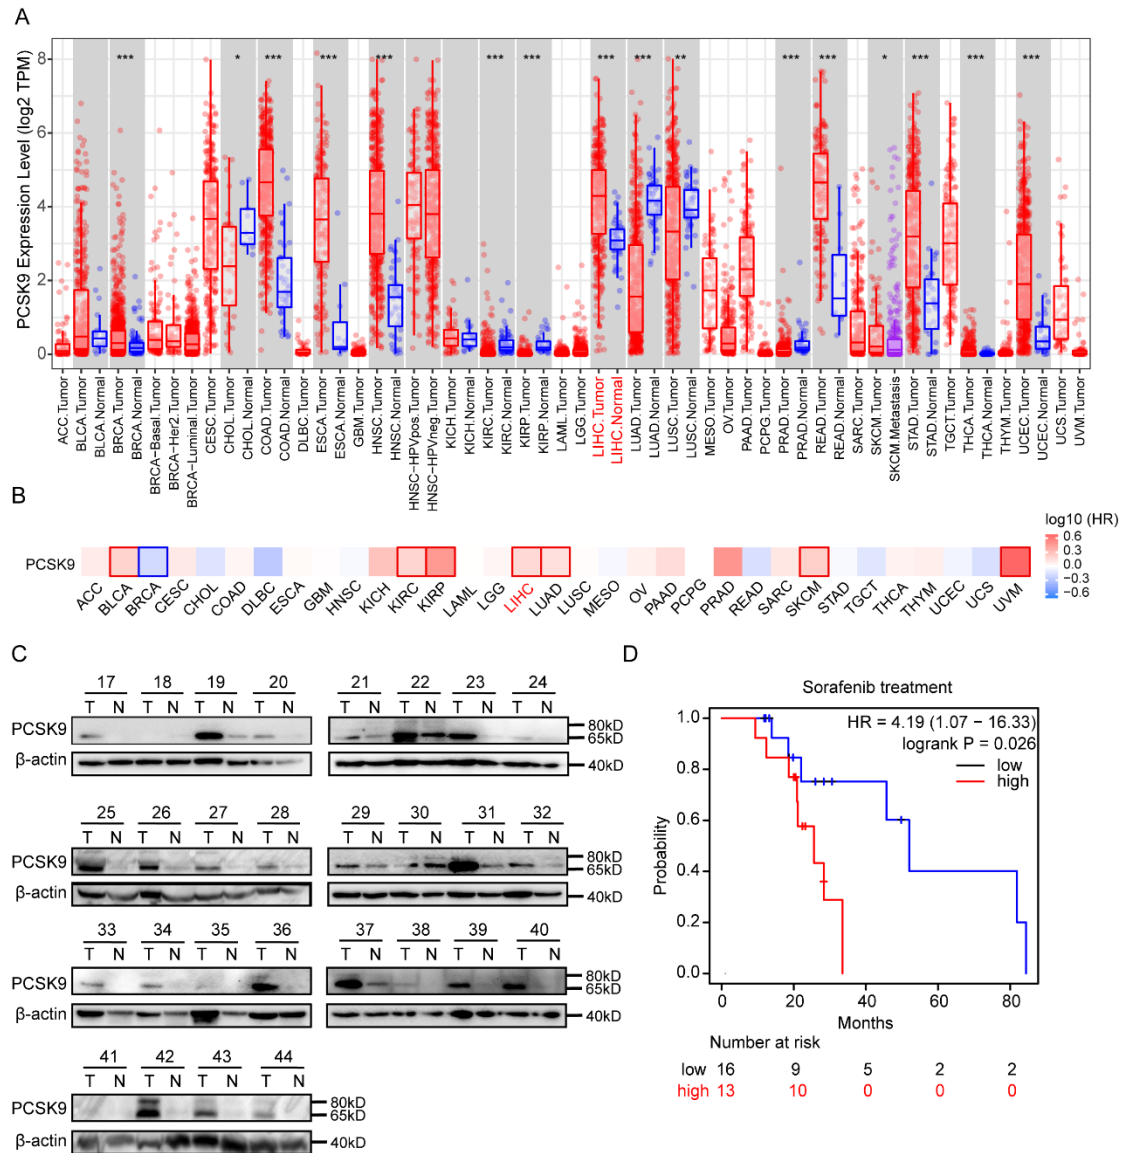 A
PCSK9 Expression Level (log2 TPM)
8
6
4
2
0
*** * *** *** *** *** *** *** *** ** *** *** * *** *** ***
ACC.Tumor
BLCA.Tumor
BLCA.Normal
BRCA.Tumor
BRCA.Normal
BRCA-Basal.Tumor
BRCA-Her2.Tumor
BRCA-Luminal.Tumor
CESC.Tumor
CHOL.Tumor
CHOL.Normal
COAD.Tumor
COAD.Normal
DLBC.Tumor
ESCA.Tumor
ESCA.Normal
GBM.Tumor
HNSC.Tumor
HNSC.Normal
HNSC-HPVpos.Tumor
HNSC-HPVneg.Tumor
KICH.Tumor
KICH.Normal
KIRC.Tumor
KIRC.Normal
KIRP.Tumor
KIRP.Normal
LAML.Tumor
LGG.Tumor
LIHC.Tumor
LIHC.Normal
LUAD.Tumor
LUAD.Normal
LUSC.Tumor
LUSC.Normal
MESO.Tumor
OV.Tumor
PAAD.Tumor
PCPG.Tumor
PRAD.Tumor
PRAD.Normal
READ.Tumor
READ.Normal
SARC.Tumor
SKCM.Tumor
SKCM.Metastasis
STAD.Tumor
STAD.Normal
TGCT.Tumor
THCA.Tumor
THCA.Normal
THYM.Tumor
UCEC.Tumor
UCEC.Normal
UCS.Tumor
UVM.Tumor
B
log10 (HR)
0.6
0.3
0.0
−0.3
−0.6
PCSK9
ACC BLCA BRCA CESC CHOL COAD DLBC ESCA GBM HNSC KICH KIRC KIRP LAML LGG LIHC LUAD LUSC MESO OV PAAD PCPG PRAD READ SARC SKCM STAD TGCT THCA THYM UCEC UCS UVM
C
17 18 19 20
T N T N T N T N
PCSK9
β-actin
21 22 23 24
T N T N T N T N
80kD
65kD
40kD
25 26 27 28
T N T N T N T N
PCSK9
β-actin
29 30 31 32
T N T N T N T N
80kD
65kD
40kD
33 34 35 36
T N T N T N T N
PCSK9
β-actin
37 38 39 40
T N T N T N T N
80kD
65kD
40kD
41 42 43 44
T N T N T N T N
PCSK9
80kD
65kD
β-actin
40kD
D
Sorafenib treatment
HR = 4.19 (1.07 − 16.33)
logrank P = 0.026
low
high
Probability
1.0
0.8
0.6
0.4
0.2
0.0
0 20 40 60 80
Months
Number at risk
low 16 9 5 2 2
high 13 10 0 0 0